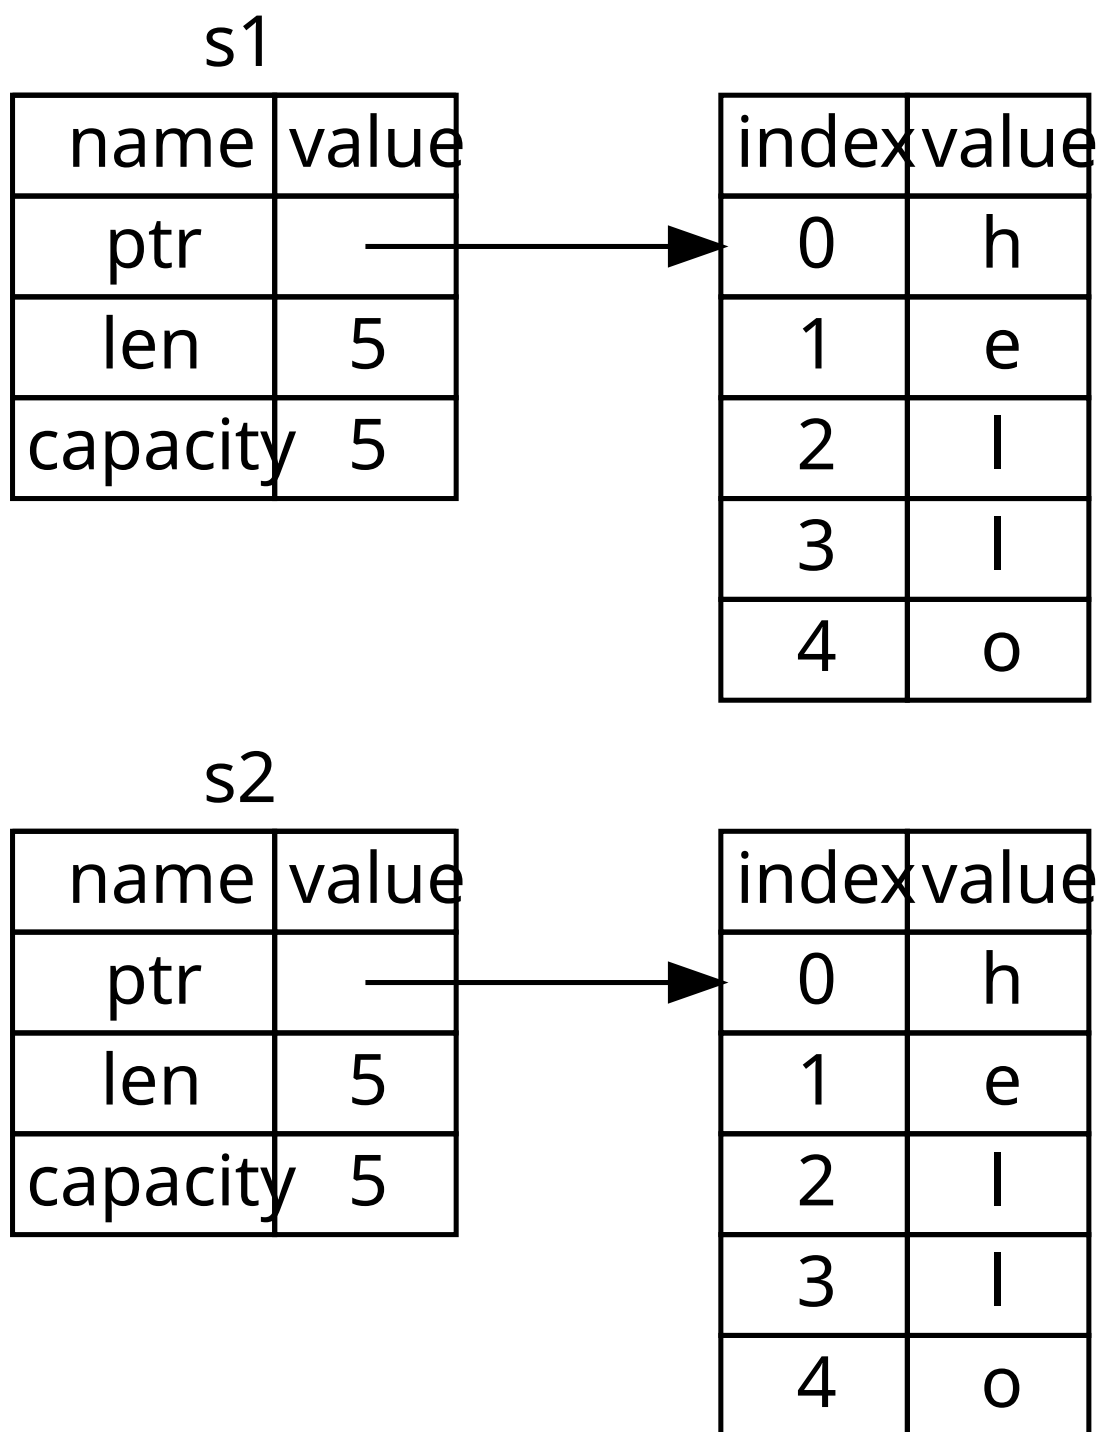 s1
name value
ptr
len 5
capacity 5
index value
0 h
1 e
2 l
3 l
4 o
s2
name value
ptr
len 5
capacity 5
index value
0 h
1 e
2 l
3 l
4 o